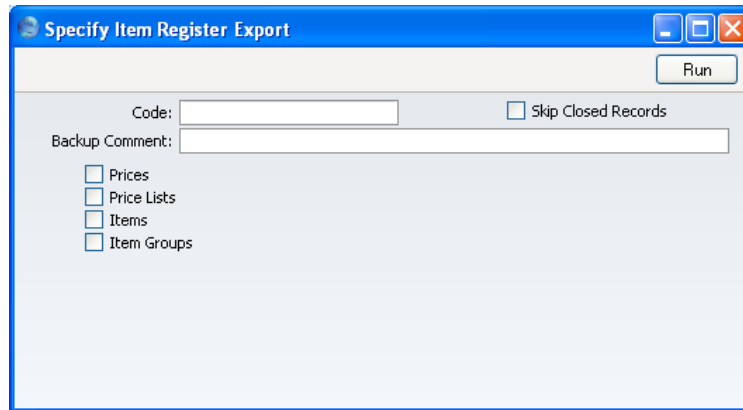 Specify Item Register Export
Run
Code: Skip Closed Records
Backup Comment:
Prices
Price Lists
Items
Item Groups